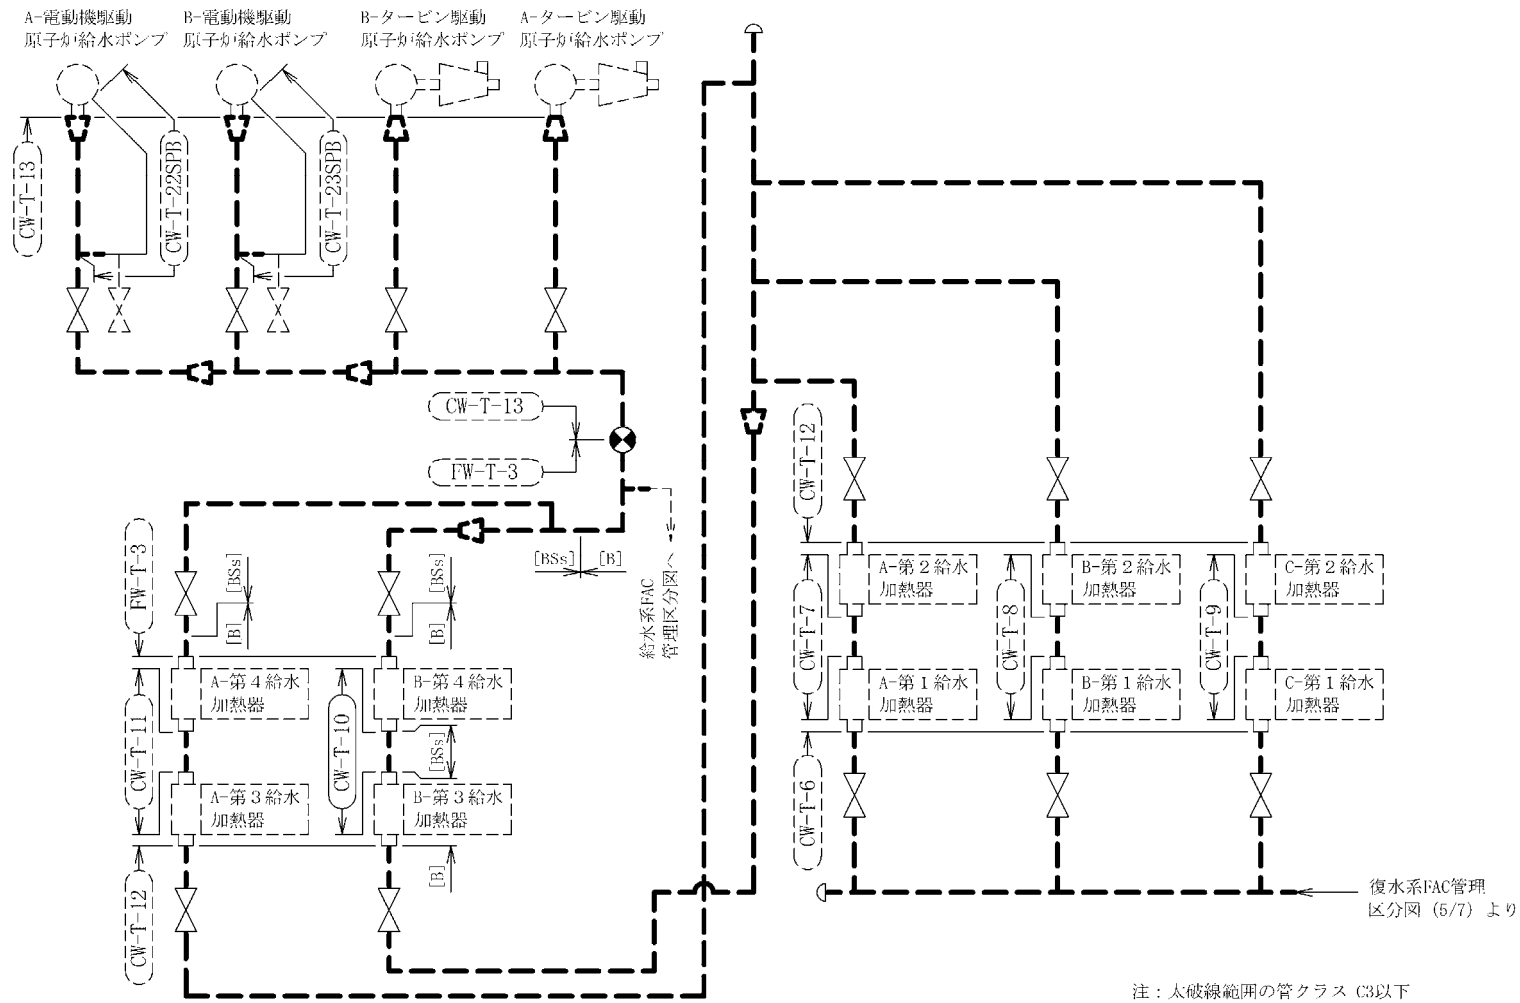 A-電動機駆動
原子炉給水ポンプ
B-電動機駆動
原子炉給水ポンプ
B-タービン駆動
原子炉給水ポンプ
A-タービン駆動
原子炉給水ポンプ
CW-T-13
CW-T-22SPB
CW-T-23SPB
CW-T-13
FW-T-3
[BSs]
[B]
給水系FAC
管理区分図へ
FW-T-3
[BSs]
[B]
[BSs]
[B]
A-第4給水
加熱器
B-第4給水
加熱器
CW-T-11
CW-T-10
[BSs]
A-第3給水
加熱器
B-第3給水
加熱器
[B]
CW-T-12
CW-T-12
A-第2給水
加熱器
B-第2給水
加熱器
C-第2給水
加熱器
CW-T-7
CW-T-8
CW-T-9
A-第1給水
加熱器
B-第1給水
加熱器
C-第1給水
加熱器
CW-T-6
復水系FAC管理
区分図 (5/7) より
注：太破線範囲の管クラス C3以下